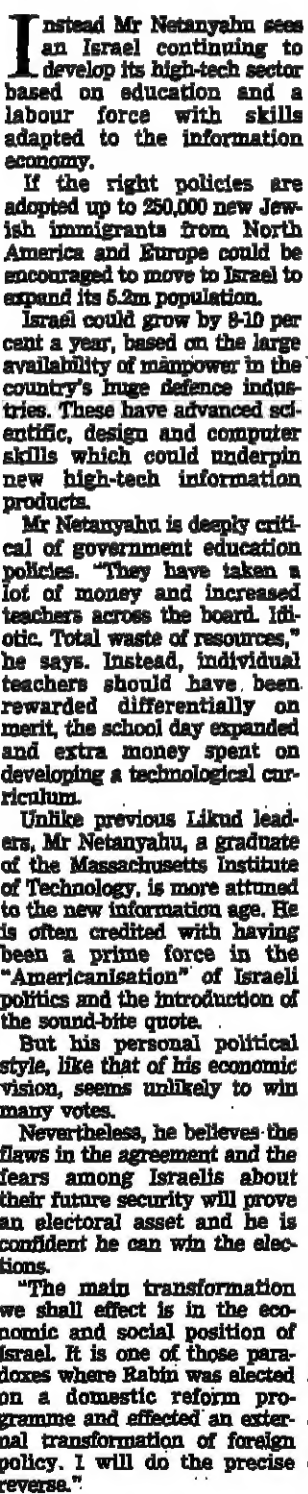 Instead Mr Netanyahu sees
an Israel continuing to
develop its high-tech sector
based on education and a
labour force with skills
adapted to the information
economy.
If the right policies are
adopted up to 250,000 new Jew-
ish immigrants from North
America and Europe could be
encouraged to move to Israel to
expand its 5.2m population.
Israel could grow by 8-10 per
cent a year, based on the large
availability of manpower in the
country's huge defence indus-
tries. These have advanced sci-
entific, design and computer
skills which could underpin
new high-tech information
products.
Mr Netanyahu is deeply criti-
cal of government education
policies. "They have taken a
lot of money and increased
teachers across the board. Idi-
otic. Total waste of resources,"
he says. Instead, individual
teachers should have been
rewarded differentially on
merit, the school day expanded
and extra money spent on
developing a technological cur-
riculum.
Unlike previous Likud lead-
ers, Mr Netanyahu, a graduate
of the Massachusetts Institute
of Technology, is more attuned
to the new information age. He
is often credited with having
been a prime force in the
"Americanisation" of Israeli
politics and the introduction of
the sound-bite quote.
But his personal political
style, like that of his economic
vision, seems unlikely to win
many votes.
Nevertheless, he believes the
flaws in the agreement and the
fears among Israelis about
their future security will prove
an electoral asset and he is
confident he can win the elec-
tions.
"The main transformation
we shall effect is in the eco-
nomic and social position of
Israel. It is one of those para-
doxes where Rabin was elected
on a domestic reform pro-
gramme and effected an exter-
nal transformation of foreign
policy. I will do the precise
reverse."